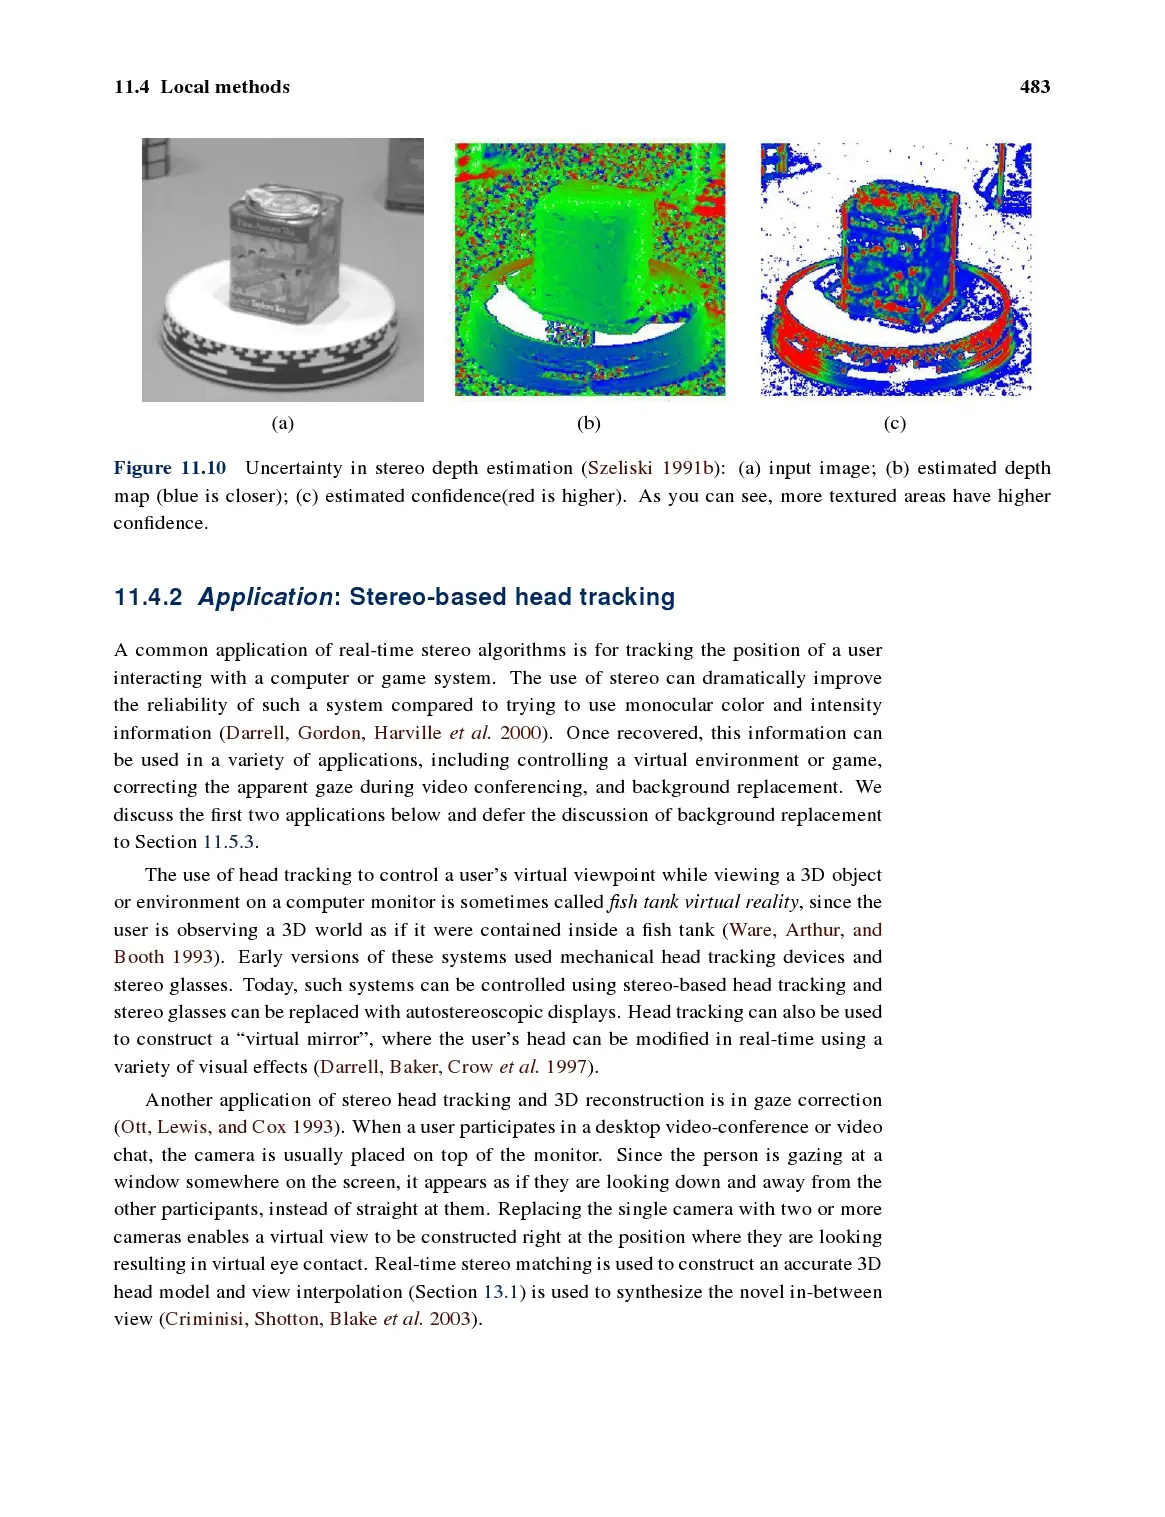 11.4 Local methods 483
(a) (b) (c)
Figure 11.10 Uncertainty in stereo depth estimation (Szeliski 1991b): (a) input image; (b) estimated depth
map (blue is closer); (c) estimated confidence(red is higher). As you can see, more textured areas have higher
confidence.
11.4.2 Application: Stereo-based head tracking
A common application of real-time stereo algorithms is for tracking the position of a user
interacting with a computer or game system. The use of stereo can dramatically improve
the reliability of such a system compared to trying to use monocular color and intensity
information (Darrell, Gordon, Harville et al. 2000). Once recovered, this information can
be used in a variety of applications, including controlling a virtual environment or game,
correcting the apparent gaze during video conferencing, and background replacement. We
discuss the first two applications below and defer the discussion of background replacement
to Section 11.5.3.
The use of head tracking to control a user's virtual viewpoint while viewing a 3D object
or environment on a computer monitor is sometimes called fish tank virtual reality, since the
user is observing a 3D world as if it were contained inside a fish tank (Ware, Arthur, and
Booth 1993). Early versions of these systems used mechanical head tracking devices and
stereo glasses. Today, such systems can be controlled using stereo-based head tracking and
stereo glasses can be replaced with autostereoscopic displays. Head tracking can also be used
to construct a “virtual mirror”, where the user's head can be modified in real-time using a
variety of visual effects (Darrell, Baker, Crow et al. 1997).
Another application of stereo head tracking and 3D reconstruction is in gaze correction
(Ott, Lewis, and Cox 1993). When a user participates in a desktop video-conference or video
chat, the camera is usually placed on top of the monitor. Since the person is gazing at a
window somewhere on the screen, it appears as if they are looking down and away from the
other participants, instead of straight at them. Replacing the single camera with two or more
cameras enables a virtual view to be constructed right at the position where they are looking
resulting in virtual eye contact. Real-time stereo matching is used to construct an accurate 3D
head model and view interpolation (Section 13.1) is used to synthesize the novel in-between
view (Criminisi, Shotton, Blake et al. 2003).